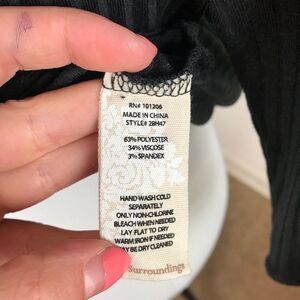 RN# 101206
MADE IN CHINA
STYLE# 2BH47
63% POLYESTER
34% VISCOSE
3% SPANDEX
HAND WASH COLD
SEPARATELY
ONLY NON-CHLORINE
BLEACH WHEN NEEDED
LAY FLAT TO DRY
WARM IRON IF NEEDED
MAY BE DRY CLEANED
Surroundings